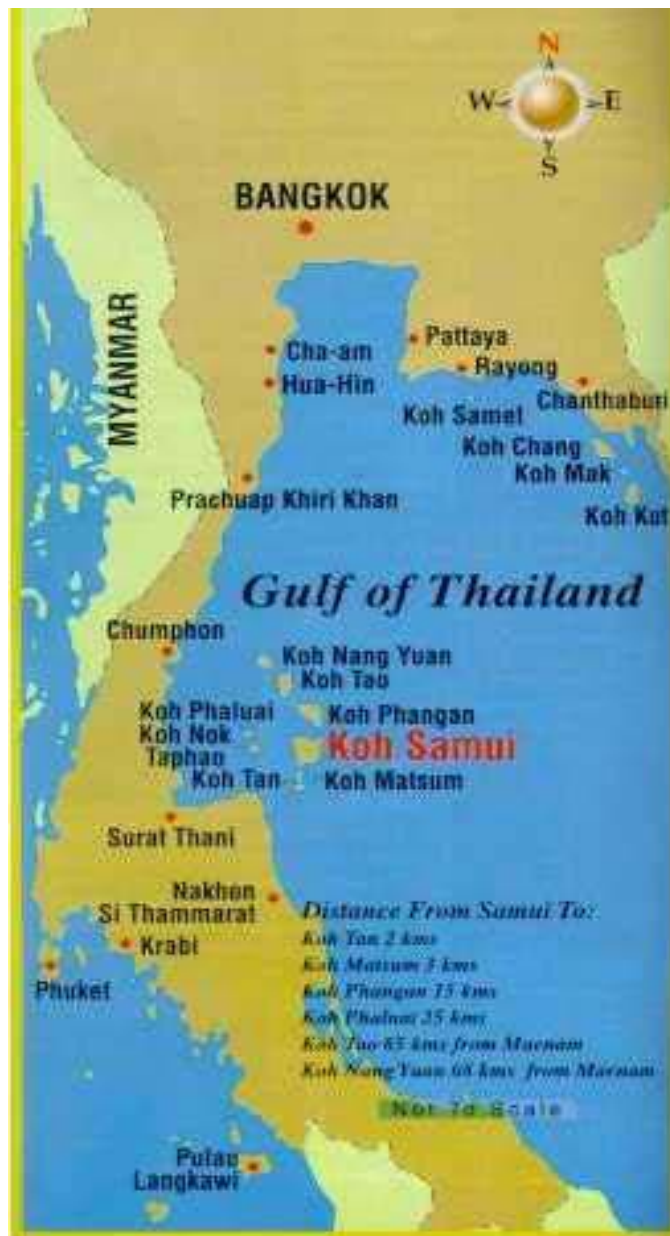 N
W E
S
BANGKOK
MYANMAR
Cha-am
Hua-Hin
Pattaya
Rayong
Chanthaburi
Koh Samet
Koh Chang
Koh Mak
Koh Kut
Prachuap Khiri Khan
Gulf of Thailand
Chumphon
Koh Nang Yuan
Koh Tao
Koh Phaluai
Koh Nok
Taphao
Koh Phangan
Koh Samui
Koh Tan
Koh Matsum
Surat Thani
Nakhon
Si Thammarat
Krabi
Phuket
Distance From Samui To:
Koh Tan 2 kms
Koh Matsum 3 kms
Koh Phangan 15 kms
Koh Phaluai 25 kms
Koh Tao 65 kms from Maenam
Koh Nang Yuan 68 kms from Maenam
Not To Scale
Pulau
Langkawi